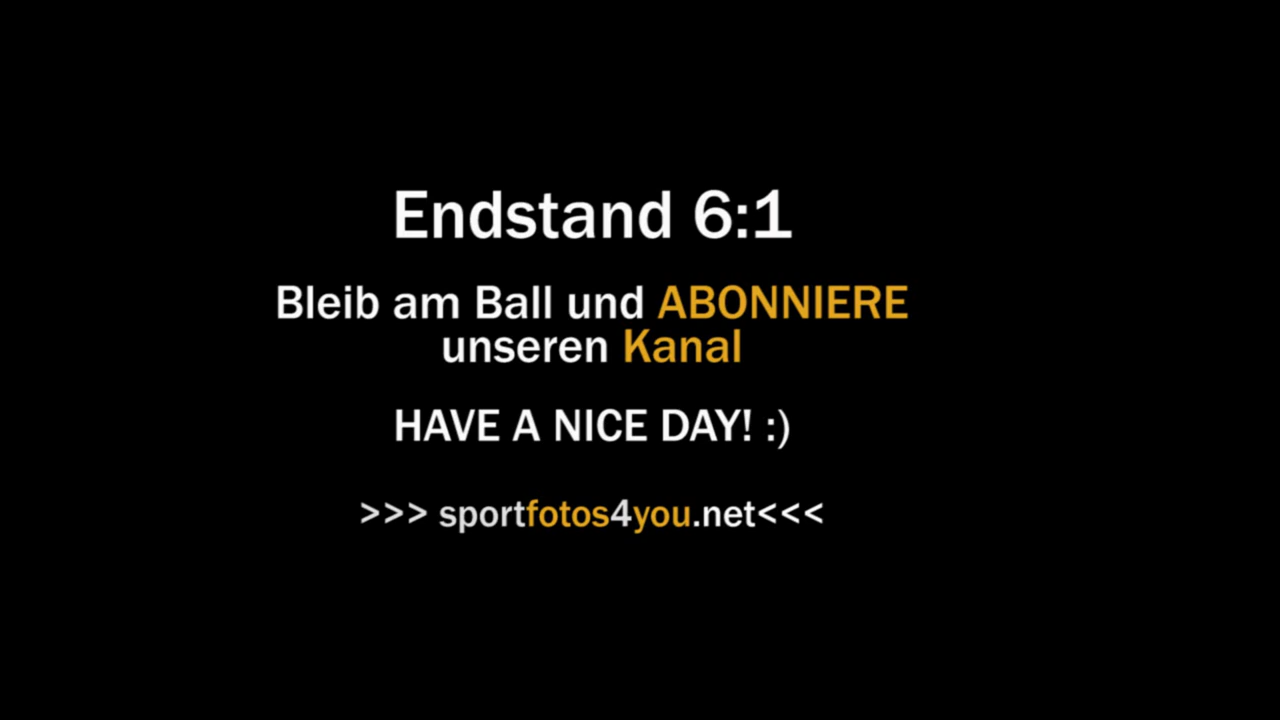 Endstand 6:1
Bleib am Ball und ABONNIERE
unseren Kanal
HAVE A NICE DAY! :)
>>> sportfotos4you.net<<<